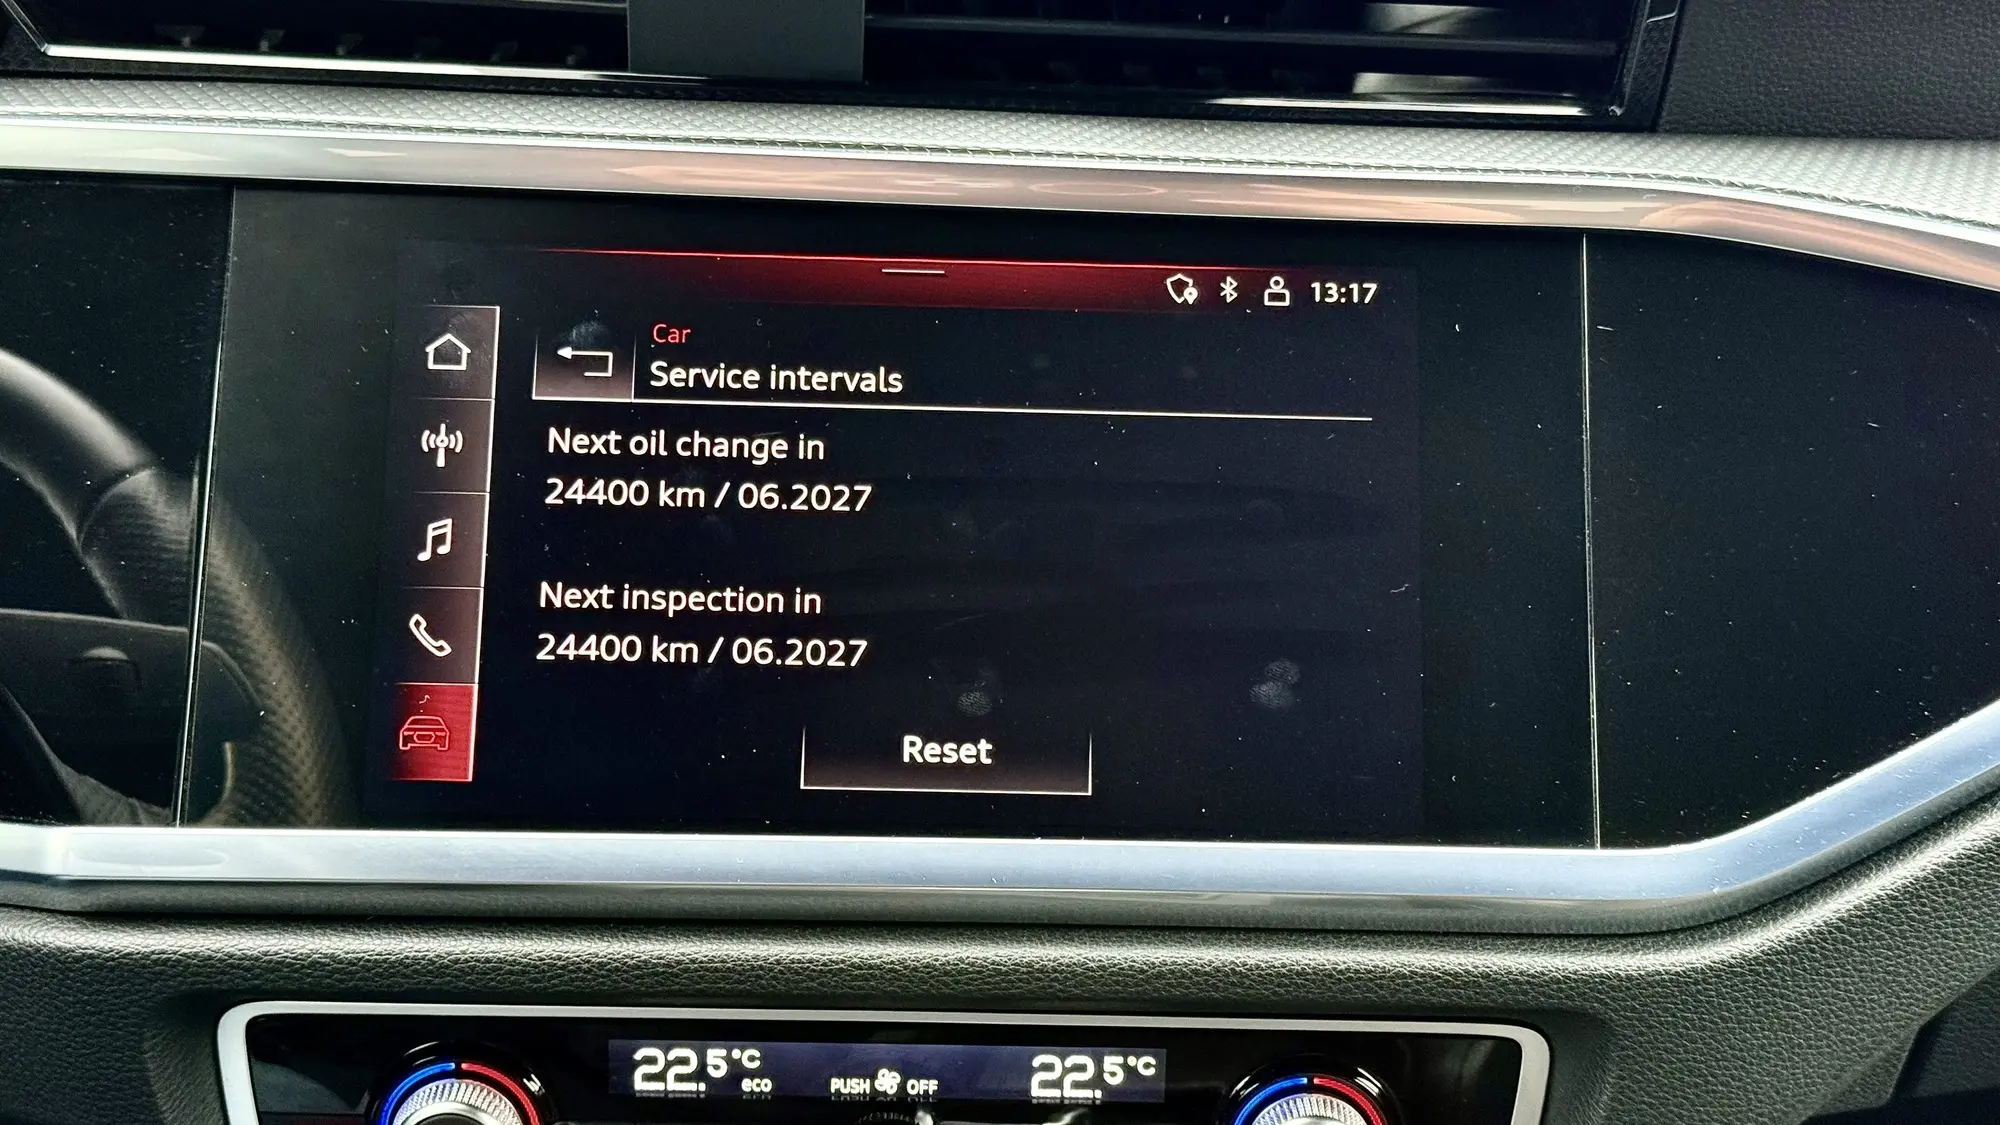 13:17
Car
Service intervals
Next oil change in
24400 km / 06.2027
Next inspection in
24400 km / 06.2027
Reset
22.5°C eco
PUSH OFF
22.5°C